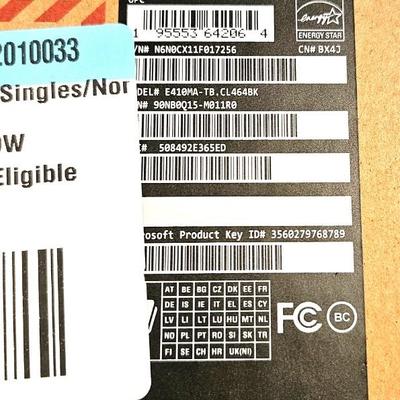 UPC
1 95553 64206 4
ENERGY STAR
/N# N6N0CX11F017256
CN# BX4J
2010033
Singles/Nor
DEL# E410MA-TB.CL464BK
N# 90NB0Q15-M011R0
OW
Eligible
C# 508492E365ED
rosoft Product Key ID# 3560279768789
AT BE BG CZ DK EE FR
DE IS IE IT EL ES CY
LV LI LT LU HU MT NL
NO PL PT RO SI SK TR
FI SE CH HR UK(NI)
FC
BC